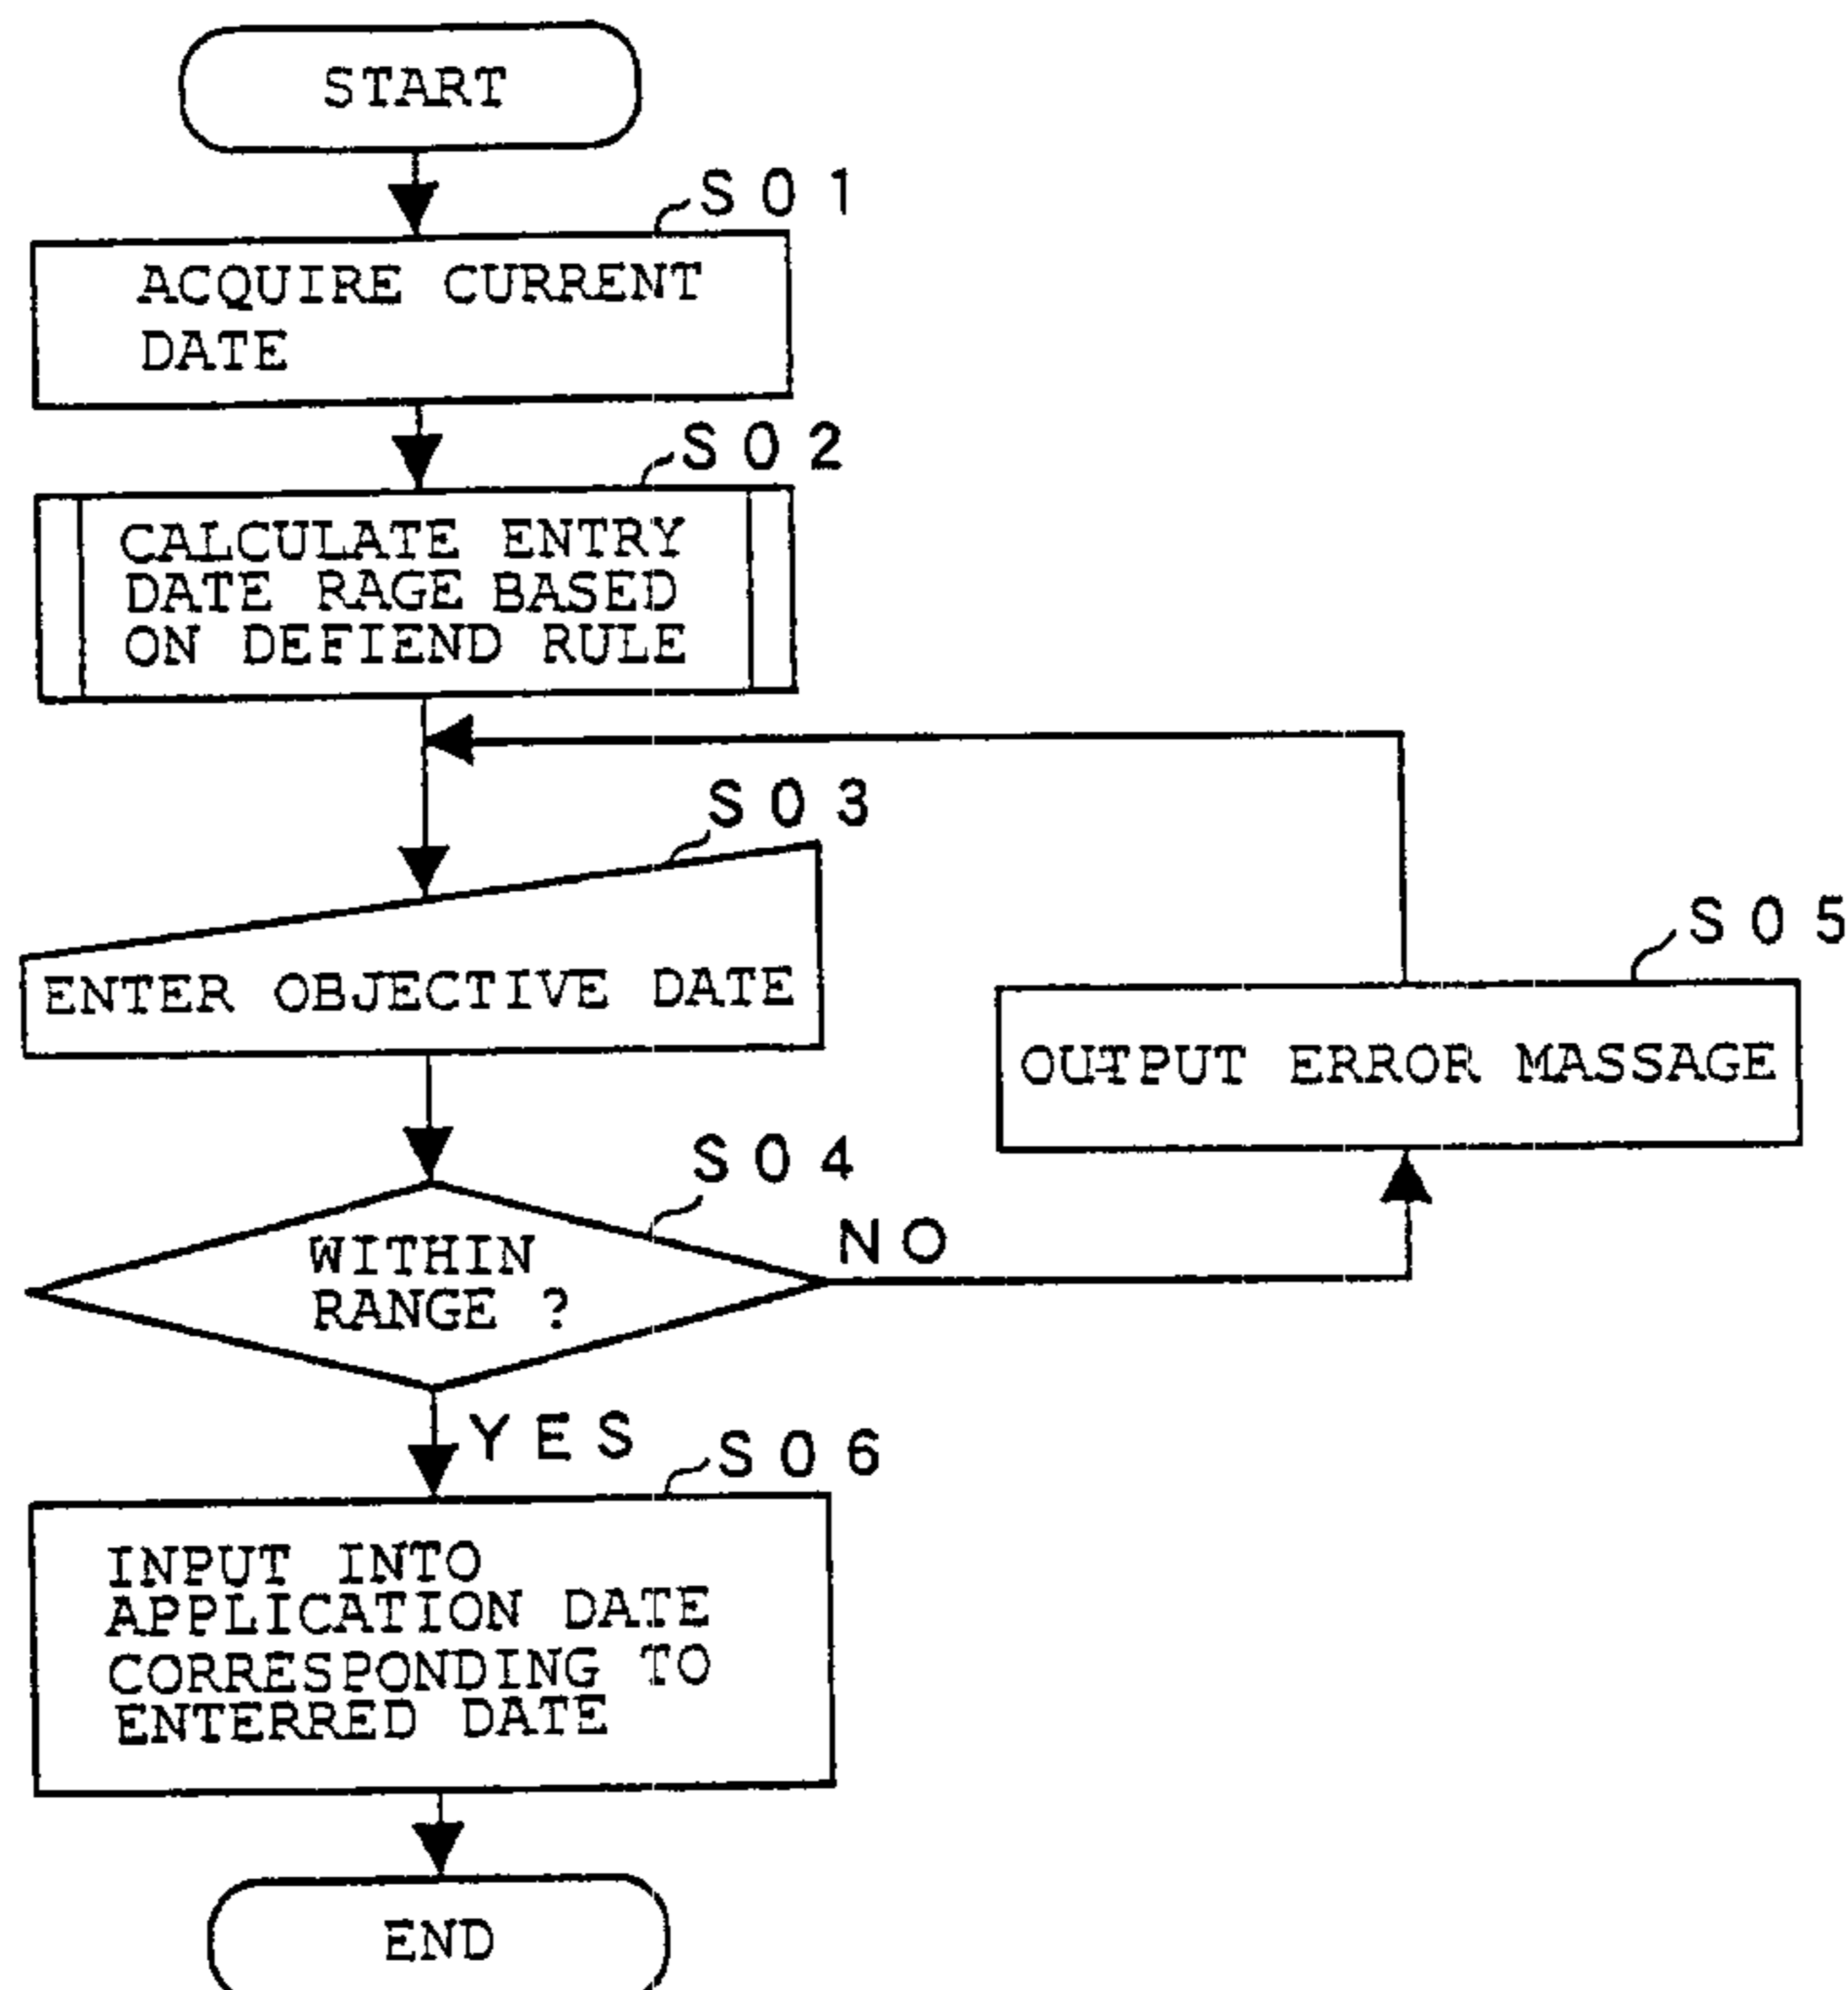 START
S01
ACQUIRE CURRENT
DATE
S02
CALCULATE ENTRY
DATE RAGE BASED
ON DEFIEND RULE
S03
ENTER OBJECTIVE DATE
S05
OUTPUT ERROR MASSAGE
S04
WITHIN
RANGE ?
NO
YES
S06
INPUT INTO
APPLICATION DATE
CORRESPONDING TO
ENTERRED DATE
END